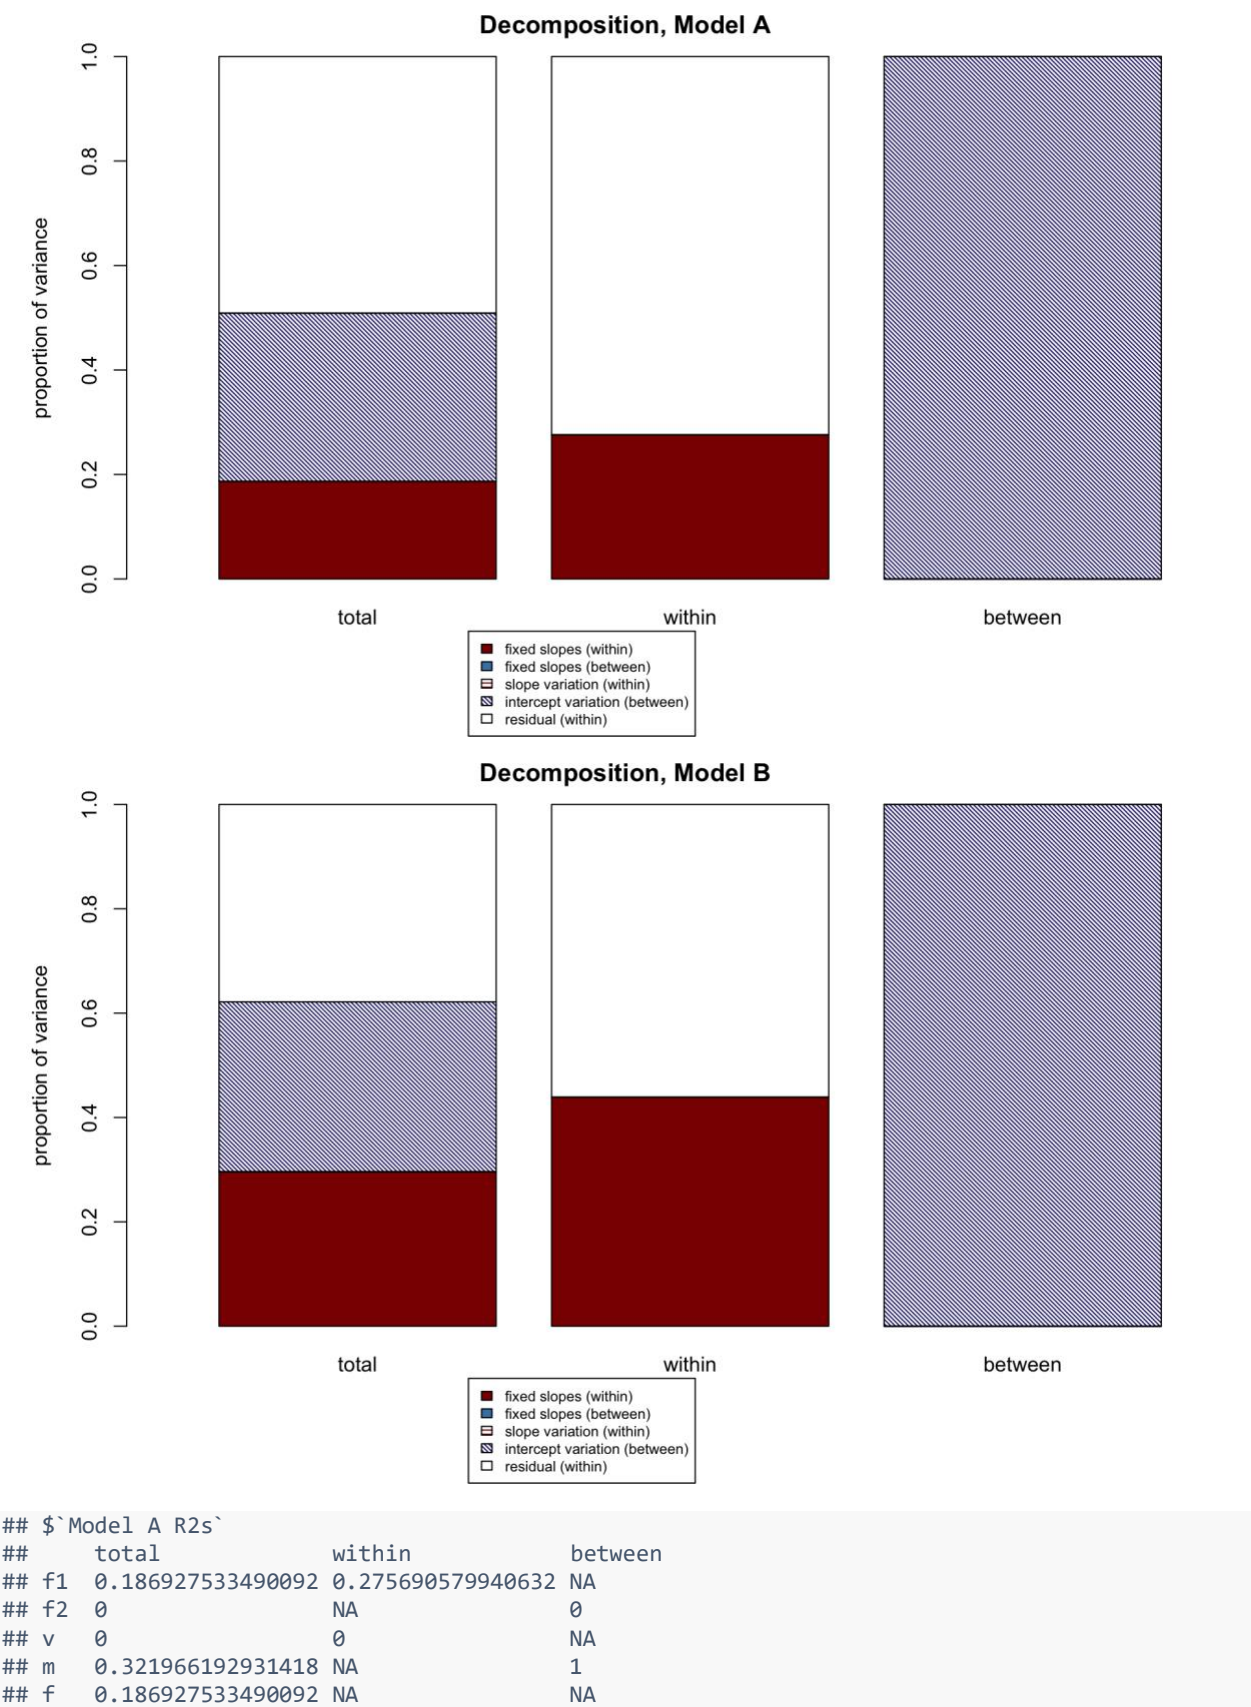 Decomposition, Model A
proportion of variance
1.0
0.8
0.6
0.4
0.2
0.0
total within between
fixed slopes (within)
fixed slopes (between)
slope variation (within)
intercept variation (between)
residual (within)
Decomposition, Model B
proportion of variance
1.0
0.8
0.6
0.4
0.2
0.0
total within between
fixed slopes (within)
fixed slopes (between)
slope variation (within)
intercept variation (between)
residual (within)
## $`Model A R2s`
##    total             within            between
## f1 0.186927533490092 0.275690579940632 NA
## f2 0                 NA                0
## v  0                 0                 NA
## m  0.321966192931418 NA                1
## f  0.186927533490092 NA                NA